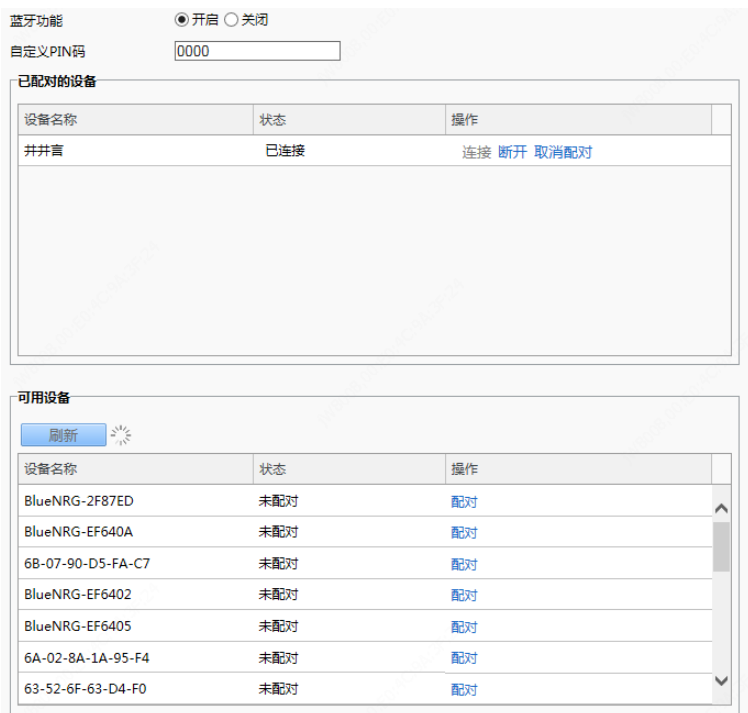 蓝牙功能 开启 关闭
自定义PIN码 0000
已配对的设备
设备名称 状态 操作
井井言 已连接 连接 断开 取消配对
可用设备
刷新
设备名称 状态 操作
BlueNRG-2F87ED 未配对 配对
BlueNRG-EF640A 未配对 配对
6B-07-90-D5-FA-C7 未配对 配对
BlueNRG-EF6402 未配对 配对
BlueNRG-EF6405 未配对 配对
6A-02-8A-1A-95-F4 未配对 配对
63-52-6F-63-D4-F0 未配对 配对